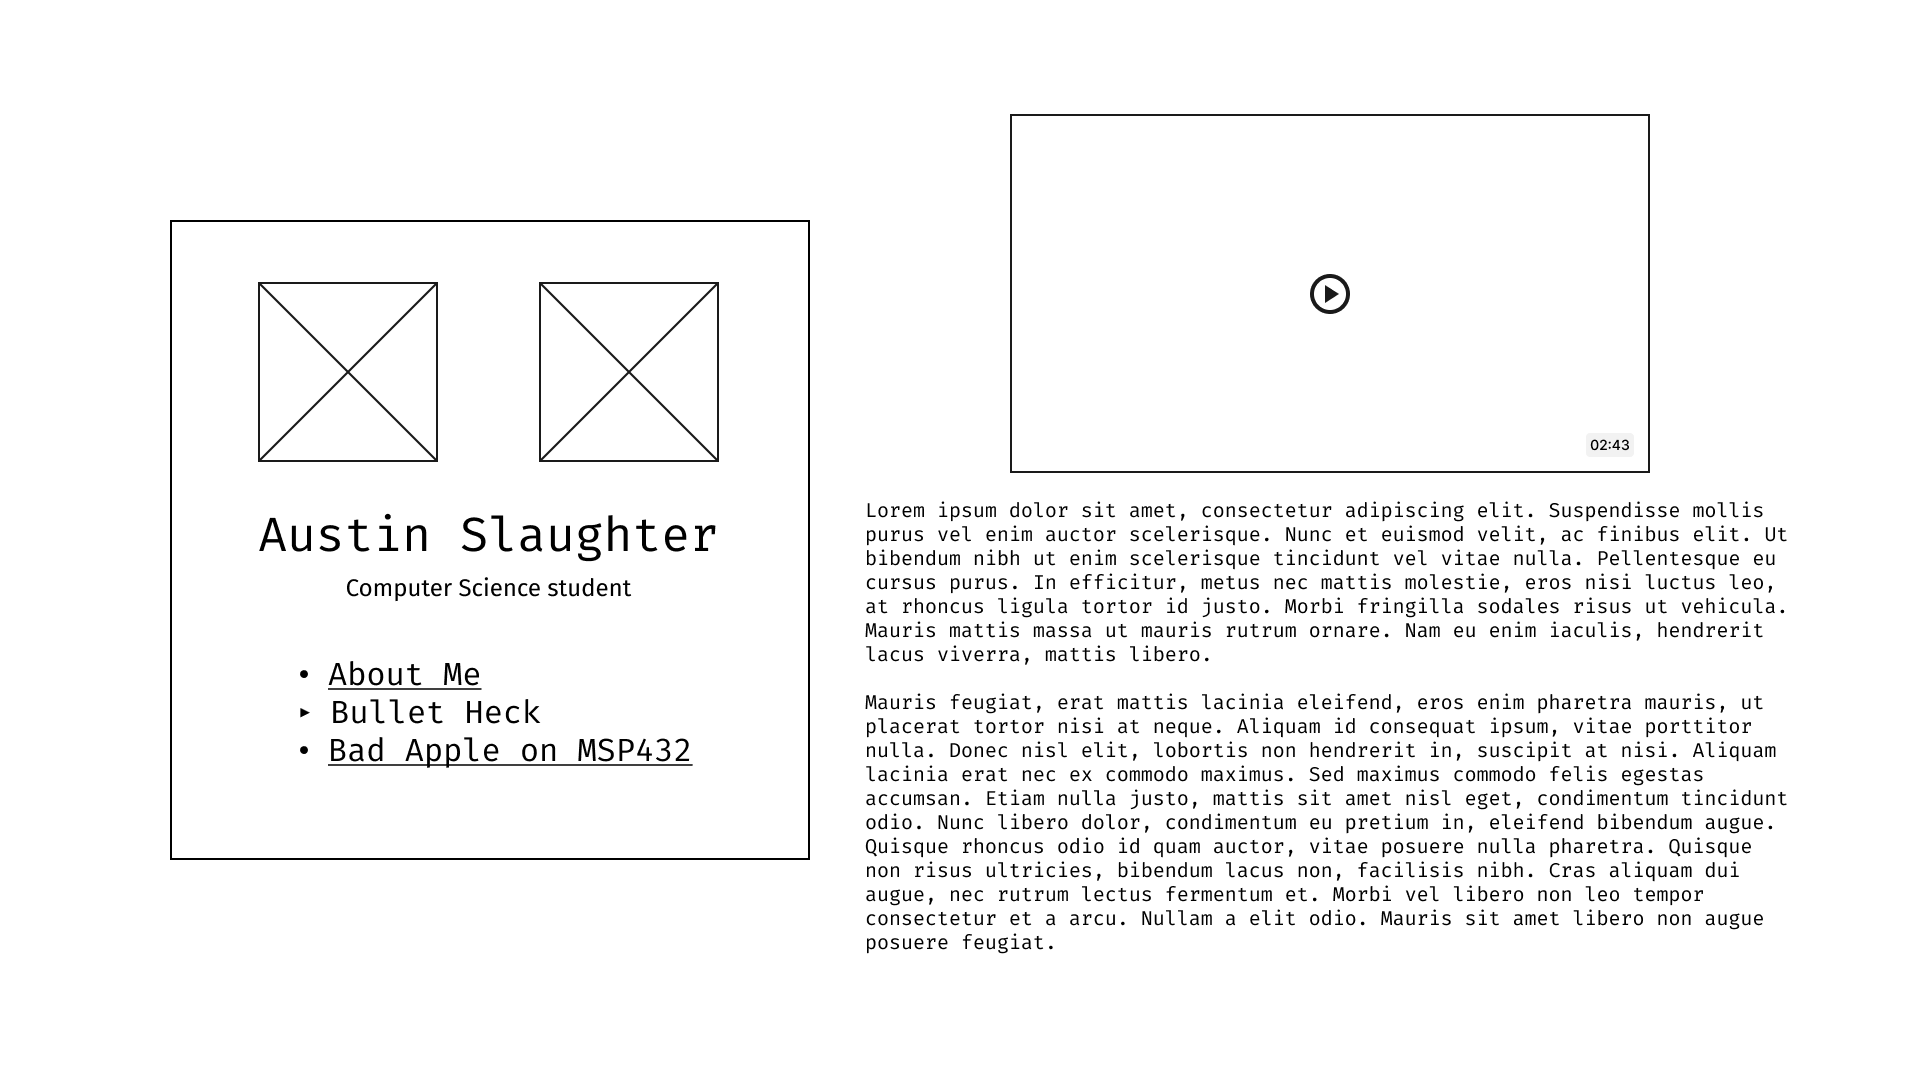 Austin Slaughter
Computer Science student
• About Me
▸ Bullet Heck
• Bad Apple on MSP432
02:43
Lorem ipsum dolor sit amet, consectetur adipiscing elit. Suspendisse mollis
purus vel enim auctor scelerisque. Nunc et euismod velit, ac finibus elit. Ut
bibendum nibh ut enim scelerisque tincidunt vel vitae nulla. Pellentesque eu
cursus purus. In efficitur, metus nec mattis molestie, eros nisi luctus leo,
at rhoncus ligula tortor id justo. Morbi fringilla sodales risus ut vehicula.
Mauris mattis massa ut mauris rutrum ornare. Nam eu enim iaculis, hendrerit
lacus viverra, mattis libero.
Mauris feugiat, erat mattis lacinia eleifend, eros enim pharetra mauris, ut
placerat tortor nisi at neque. Aliquam id consequat ipsum, vitae porttitor
nulla. Donec nisl elit, lobortis non hendrerit in, suscipit at nisi. Aliquam
lacinia erat nec ex commodo maximus. Sed maximus commodo felis egestas
accumsan. Etiam nulla justo, mattis sit amet nisl eget, condimentum tincidunt
odio. Nunc libero dolor, condimentum eu pretium in, eleifend bibendum augue.
Quisque rhoncus odio id quam auctor, vitae posuere nulla pharetra. Quisque
non risus ultricies, bibendum lacus non, facilisis nibh. Cras aliquam dui
augue, nec rutrum lectus fermentum et. Morbi vel libero non leo tempor
consectetur et a arcu. Nullam a elit odio. Mauris sit amet libero non augue
posuere feugiat.